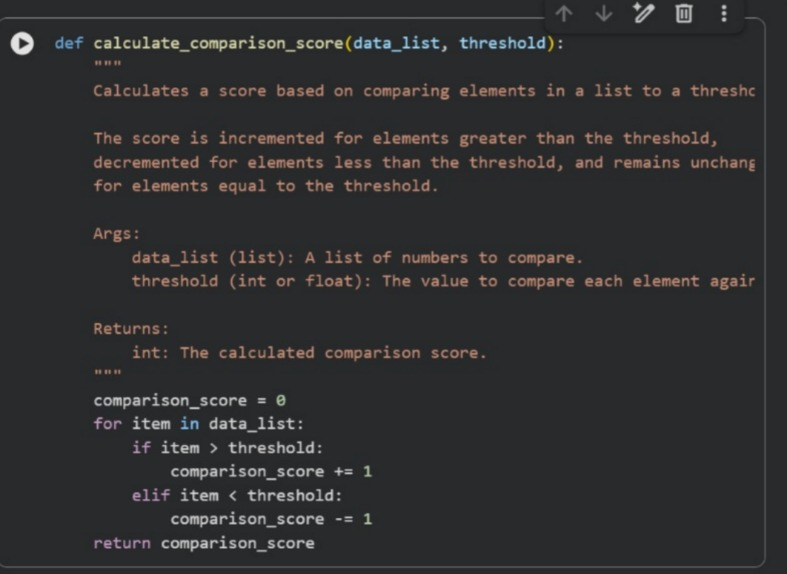 def calculate_comparison_score(data_list, threshold):
    """
    Calculates a score based on comparing elements in a list to a thresho

    The score is incremented for elements greater than the threshold,
    decremented for elements less than the threshold, and remains unchang
    for elements equal to the threshold.

    Args:
        data_list (list): A list of numbers to compare.
        threshold (int or float): The value to compare each element again

    Returns:
        int: The calculated comparison score.
    """
    comparison_score = 0
    for item in data_list:
        if item > threshold:
            comparison_score += 1
        elif item < threshold:
            comparison_score -= 1
    return comparison_score